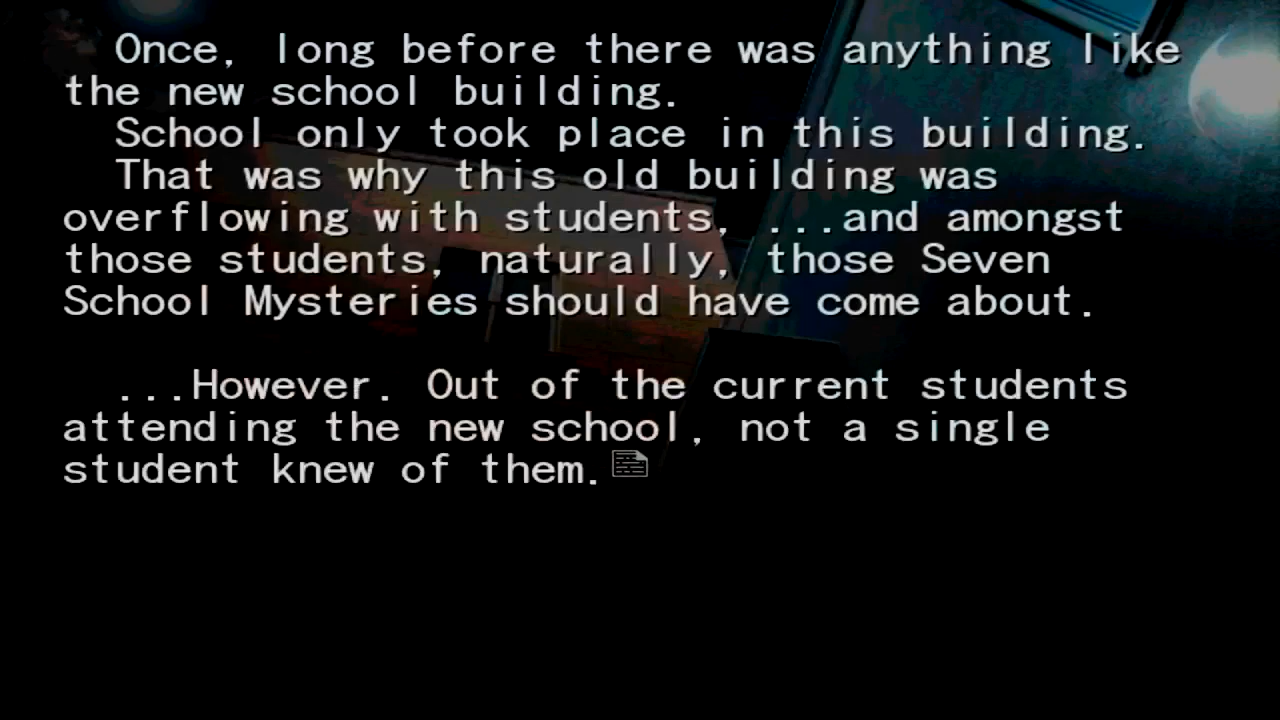 Once, long before there was anything like
the new school building.
School only took place in this building.
That was why this old building was
overflowing with students, ...and amongst
those students, naturally, those Seven
School Mysteries should have come about.
...However. Out of the current students
attending the new school, not a single
student knew of them.